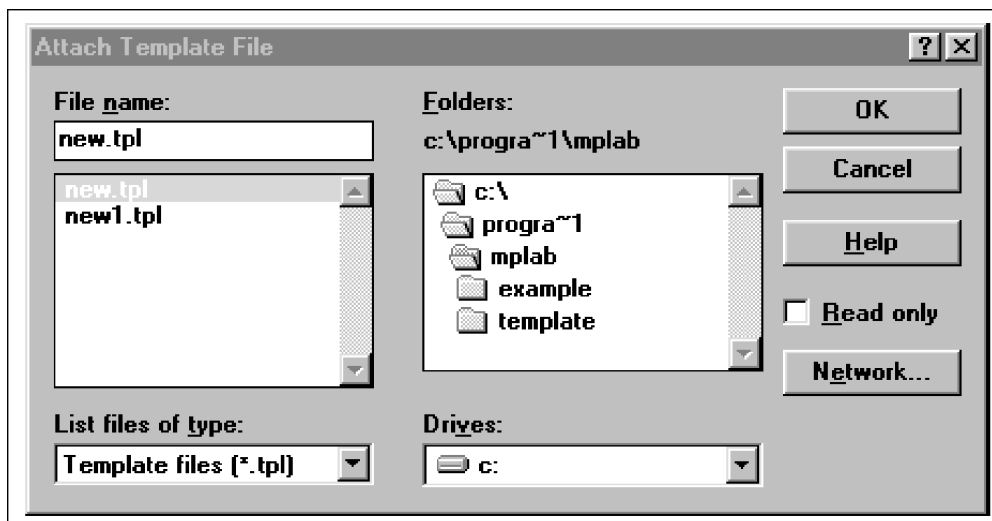 Attach Template File
File name:
new.tpl
new.tpl
new1.tpl
List files of type:
Template files (*.tpl)
Folders:
c:\progra~1\mplab
c:\
progra~1
mplab
example
template
Drives:
c:
OK
Cancel
Help
Read only
Network...